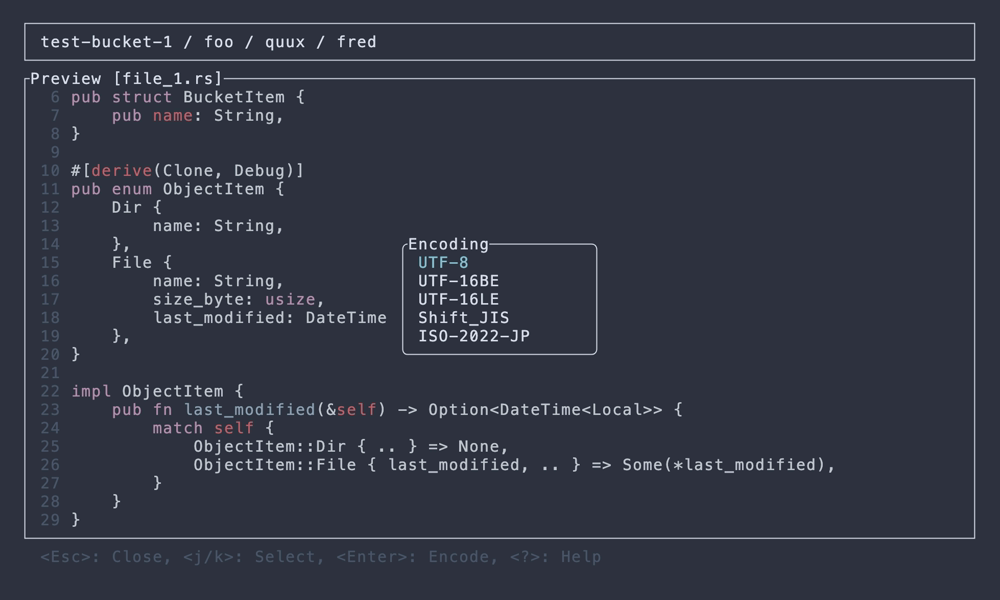 test-bucket-1 / foo / quux / fred
Preview [file_1.rs]
6 pub struct BucketItem {
7     pub name: String,
8 }
9
10 #[derive(Clone, Debug)]
11 pub enum ObjectItem {
12     Dir {
13         name: String,
14     },
15     File {
16         name: String,
17         size_byte: usize,
18         last_modified: DateTime
19     },
20 }
21
22 impl ObjectItem {
23     pub fn last_modified(&self) -> Option<DateTime<Local>> {
24         match self {
25             ObjectItem::Dir { .. } => None,
26             ObjectItem::File { last_modified, .. } => Some(*last_modified),
27         }
28     }
29 }
Encoding
UTF-8
UTF-16BE
UTF-16LE
Shift_JIS
ISO-2022-JP
<Esc>: Close, <j/k>: Select, <Enter>: Encode, <?>: Help